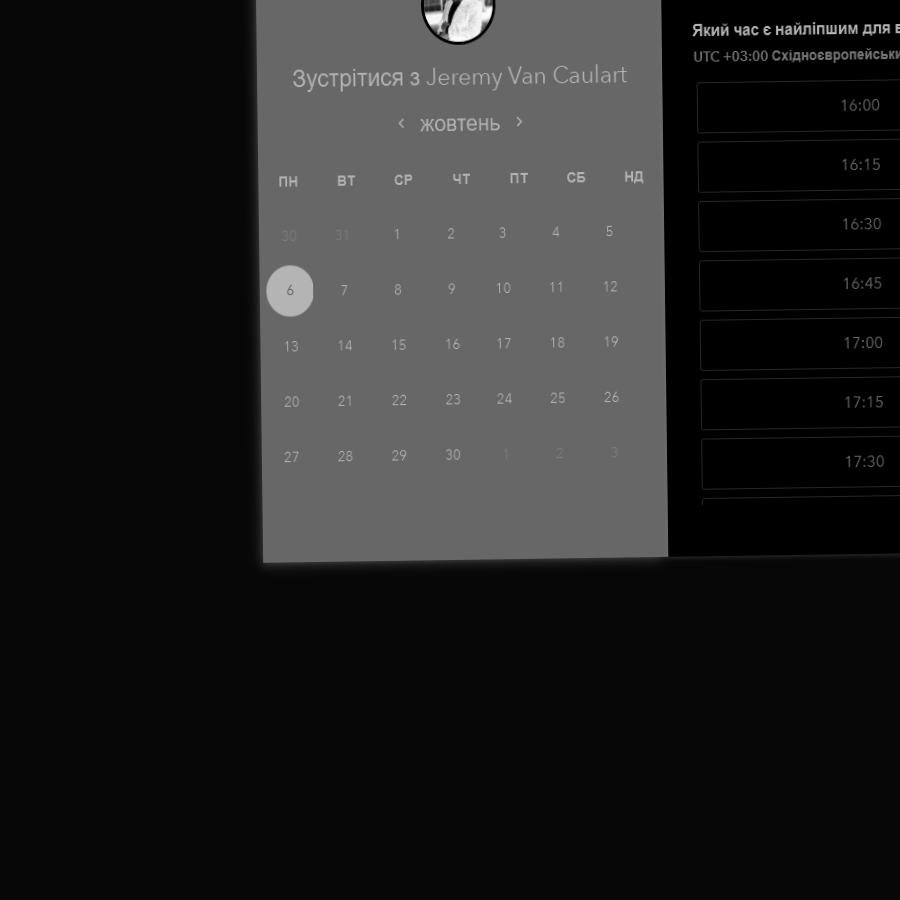 Зустрітися з Jeremy Van Caulart
жовтень
ПН ВТ СР ЧТ ПТ СБ НД
30 31 1 2 3 4 5
6 7 8 9 10 11 12
13 14 15 16 17 18 19
20 21 22 23 24 25 26
27 28 29 30 1 2 3
Який час є найліпшим для
UTC +03:00
16:00
16:15
16:30
16:45
17:00
17:15
17:30